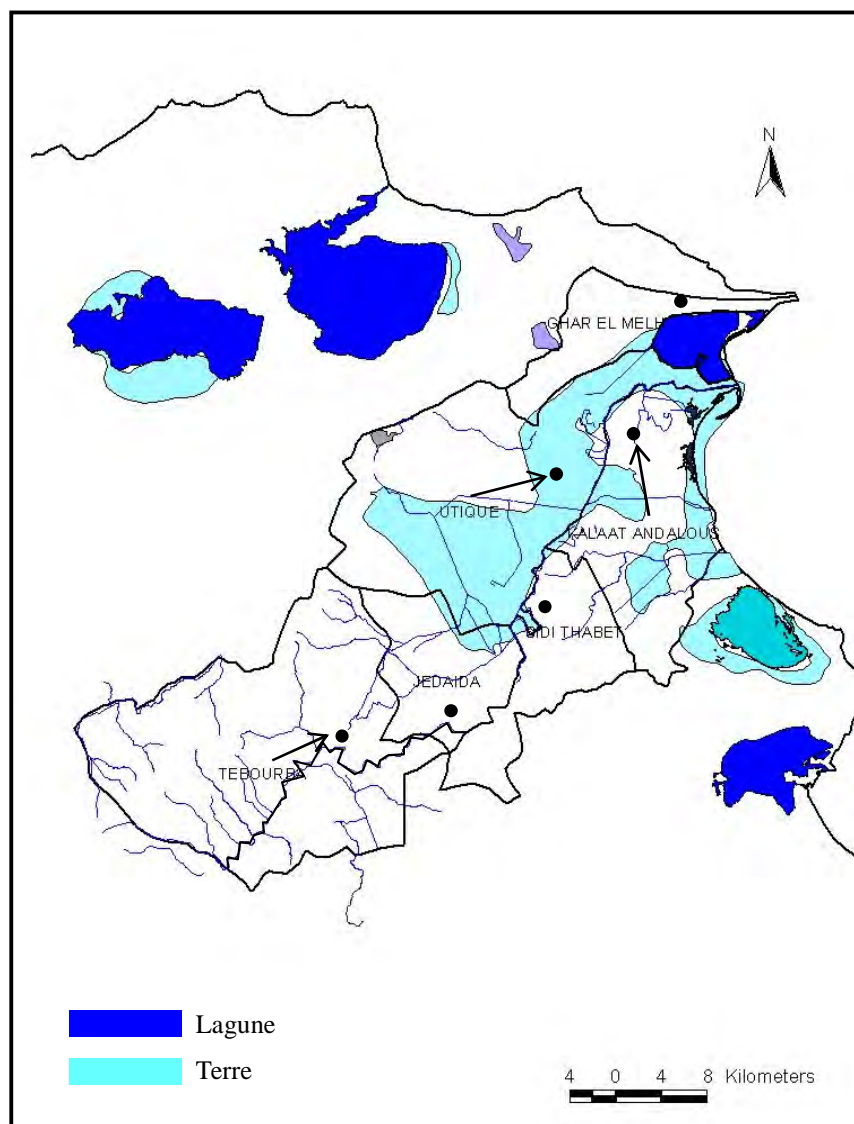 N
GHAR EL MELH
UTIQUE
KALAAT ANDALOUS
SIDI THABET
JEDAIDA
TEBOURBA
Lagune
Terre
4 0 4 8 Kilometers